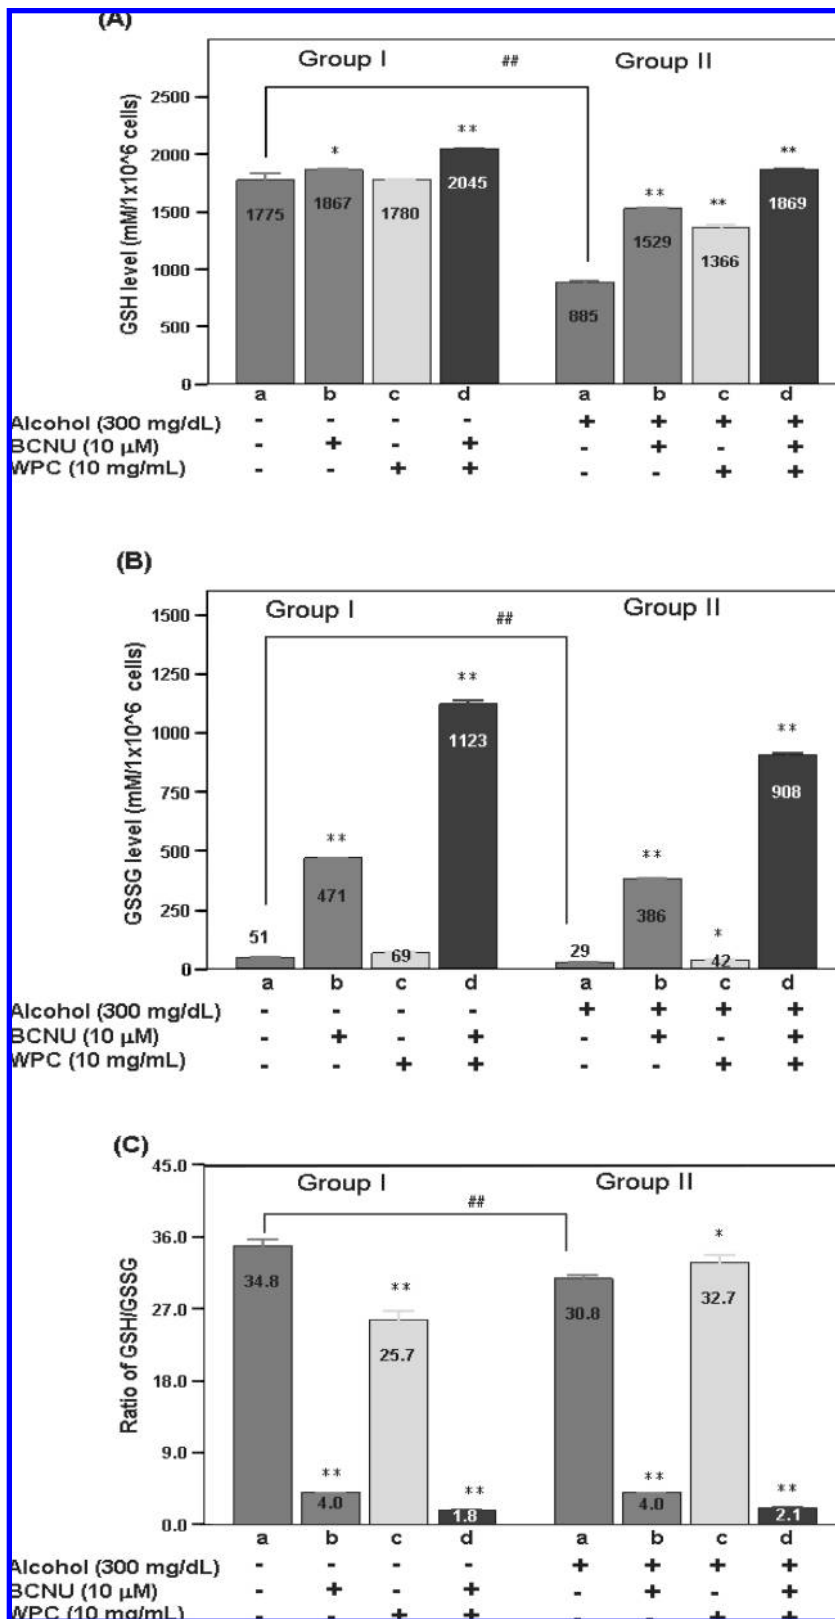 (A)
Group I ## Group II
2500
2000
1500
1000
500
0
GSH level (mM/1x10^6 cells)
* ** ** ** **
1775 1867 1780 2045 885 1529 1366 1869
a b c d a b c d
Alcohol (300 mg/dL) - - - - + + + +
BCNU (10 µM) - + - + - + - +
WPC (10 mg/mL) - - + + - - + +
(B)
Group I ## Group II
1500
1250
1000
750
500
250
0
GSSG level (mM/1x10^6 cells)
** ** ** * **
51 471 69 1123 29 386 42 908
a b c d a b c d
Alcohol (300 mg/dL) - - - - + + + +
BCNU (10 µM) - + - + - + - +
WPC (10 mg/mL) - - + + - - + +
(C)
Group I ## Group II
45.0
36.0
27.0
18.0
9.0
0.0
Ratio of GSH/GSSG
** ** ** ** * **
34.8 4.0 25.7 1.8 30.8 4.0 32.7 2.1
a b c d a b c d
Alcohol (300 mg/dL) - - - - + + + +
BCNU (10 µM) - + - + - + - +
WPC (10 mg/mL) - - + + - - + +